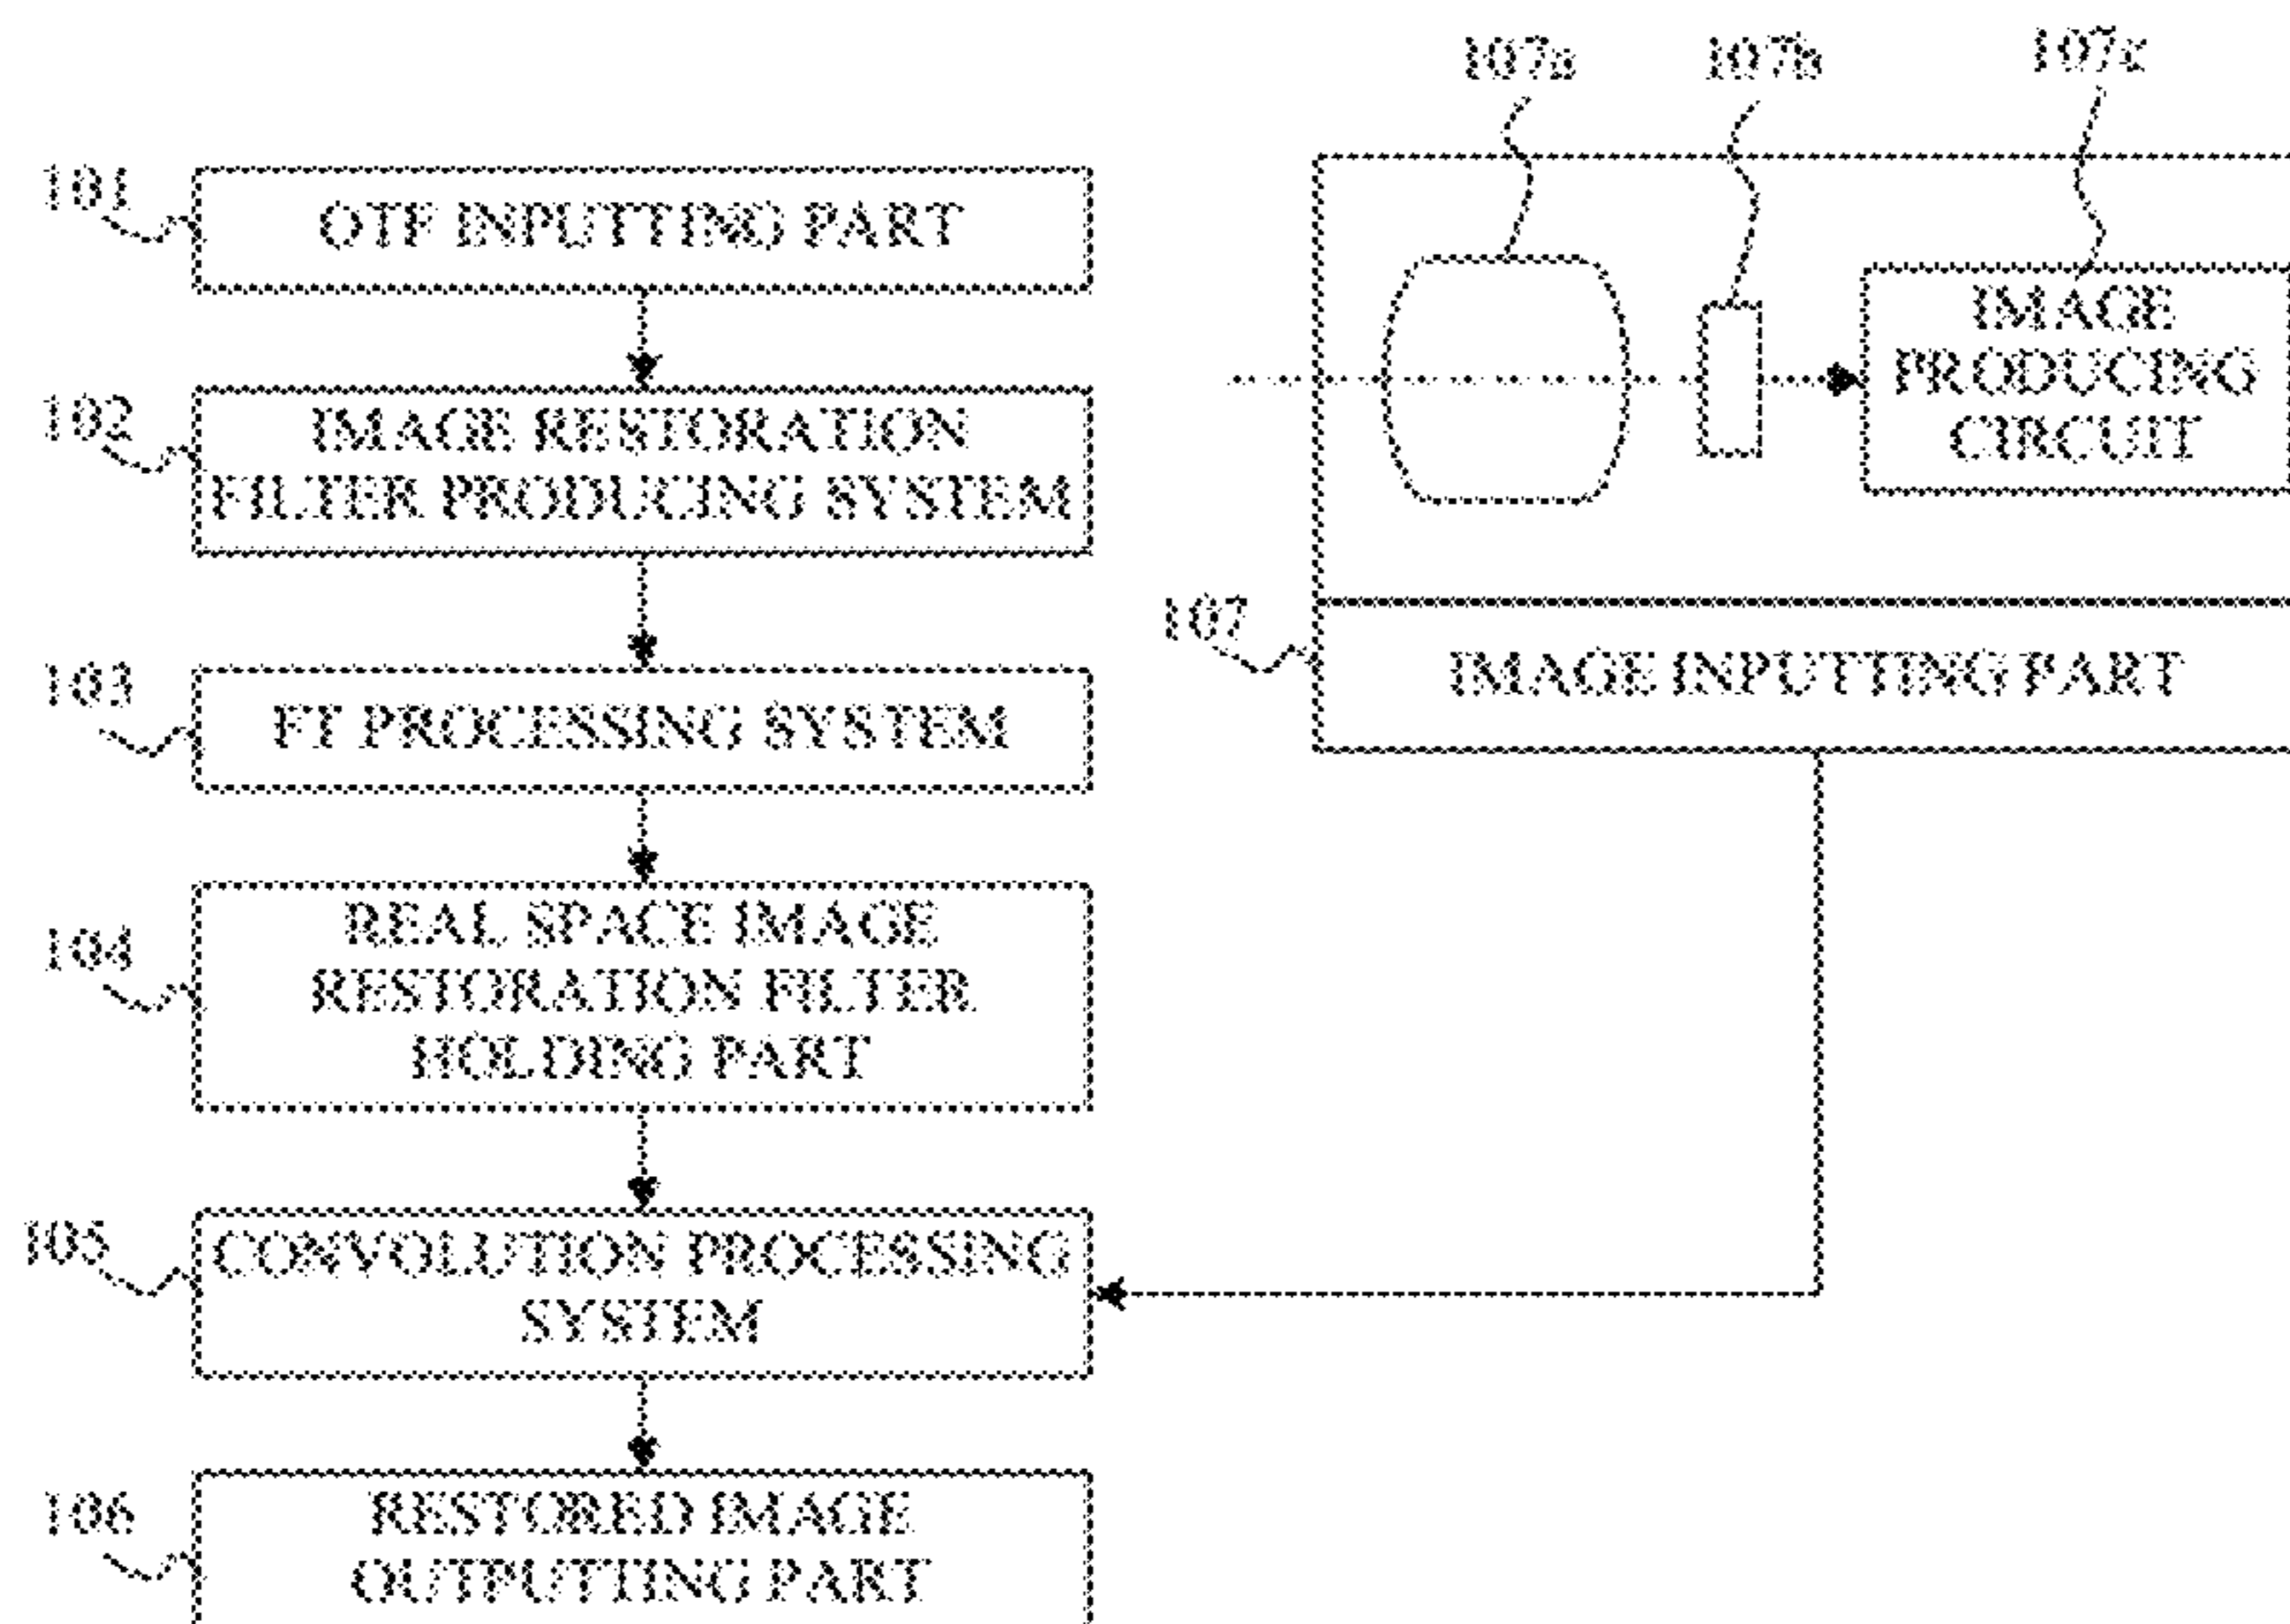 107a 107b 107c
101
OTF INPUTTING PART
102
IMAGE RESTORATION
FILTER PRODUCING SYSTEM
IMAGE
PRODUCING
CIRCUIT
107
IMAGE INPUTTING PART
103
FT PROCESSING SYSTEM
104
REAL SPACE IMAGE
RESTORATION FILTER
HOLDING PART
105
CONVOLUTION PROCESSING
SYSTEM
106
RESTORED IMAGE
OUTPUTTING PART